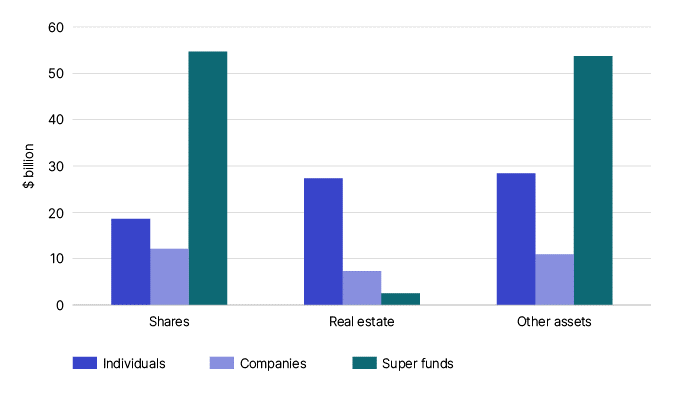 60
50
40
30
20
10
0
$ billion
Shares
Real estate
Other assets
Individuals
Companies
Super funds